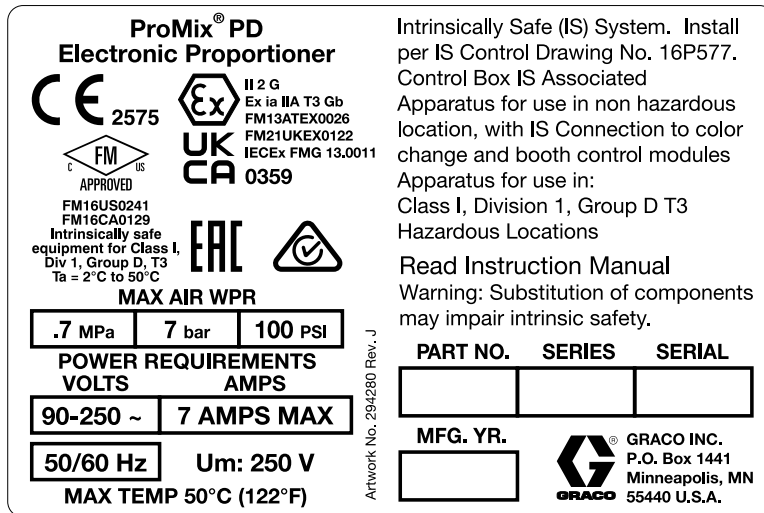 ProMix® PD
Electronic Proportioner
CE 2575
Ex
II 2 G
Ex ia IIA T3 Gb
FM13ATEX0026
FM21UKEX0122
IECEx FMG 13.0011
UK
CA 0359
FM
C US
APPROVED
FM16US0241
FM16CA0129
Intrinsically safe
equipment for Class I,
Div 1, Group D, T3
Ta = 2°C to 50°C
EAC
MAX AIR WPR
.7 MPa 7 bar 100 PSI
POWER REQUIREMENTS
VOLTS AMPS
90-250 ~ 7 AMPS MAX
50/60 Hz Um: 250 V
MAX TEMP 50°C (122°F)
Artwork No. 294280 Rev. J
Intrinsically Safe (IS) System. Install
per IS Control Drawing No. 16P577.
Control Box IS Associated
Apparatus for use in non hazardous
location, with IS Connection to color
change and booth control modules
Apparatus for use in:
Class I, Division 1, Group D T3
Hazardous Locations
Read Instruction Manual
Warning: Substitution of components
may impair intrinsic safety.
PART NO. SERIES SERIAL
MFG. YR.
GRACO ®
GRACO INC.
P.O. Box 1441
Minneapolis, MN
55440 U.S.A.